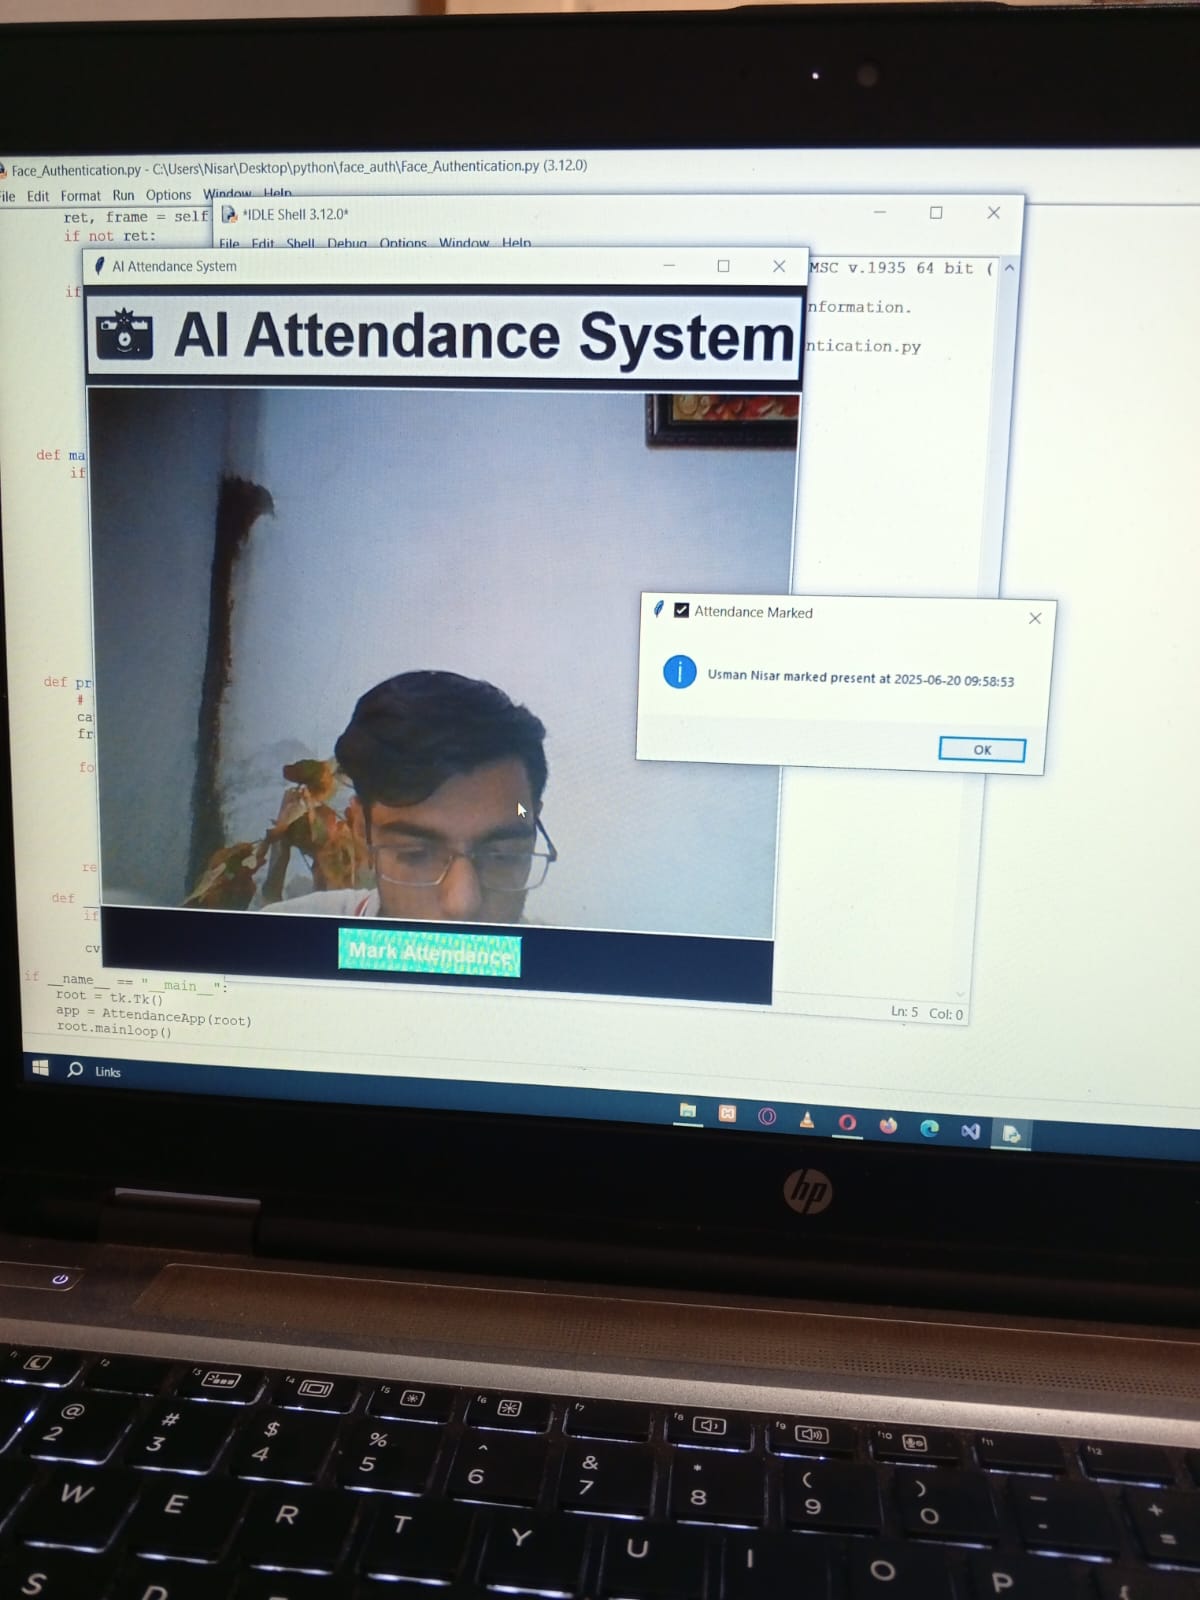 Face_Authentication.py - C:\Users\Nisar\Desktop\python\face_auth\Face_Authentication.py (3.12.0)
File Edit Format Run Options Window Help
ret, frame = self
if not ret:
if
def ma
if
def pr
#
ca
fr
fo
re
def __
if
cv
if __name__ == "__main__":
root = tk.Tk()
app = AttendanceApp(root)
root.mainloop()
*IDLE Shell 3.12.0*
File Edit Shell Debug Options Window Help
MSC v.1935 64 bit (
nformation.
ntication.py
Ln: 5 Col: 0
AI Attendance System
AI Attendance System
Mark Attendance
Attendance Marked
Usman Nisar marked present at 2025-06-20 09:58:53
OK
Links
hp
f1 f2 f3 f4 f5 f6 f7 f8 f9 f10 f11 f12
@ # $ % ^ & * ( ) _ +
2 3 4 5 6 7 8 9 0 - =
W E R T Y U I O P {
S D